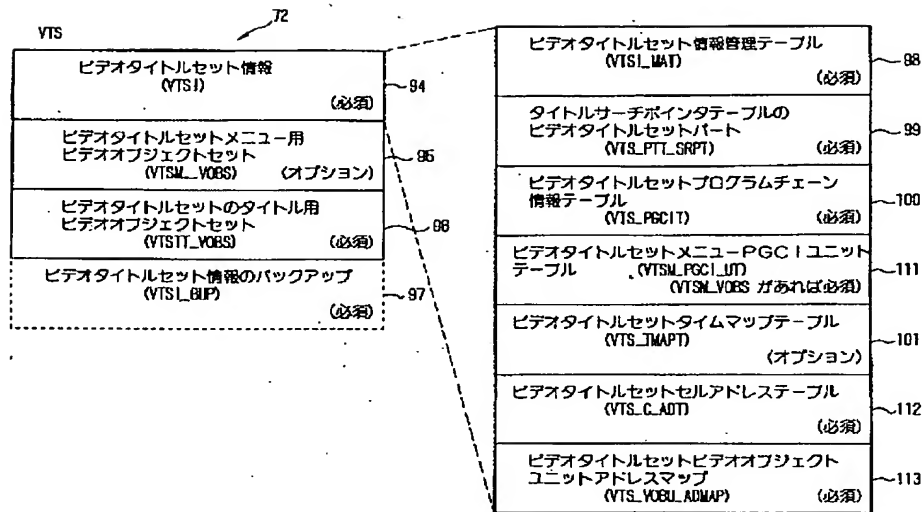 72
VTS
ビデオタイトルセット情報
(VTSI)
(必須)
94
ビデオタイトルセットメニュー用
ビデオオブジェクトセット
(VTSM_VOBS) (オプション)
95
ビデオタイトルセットのタイトル用
ビデオオブジェクトセット
(VTSTT_VOBS) (必須)
96
ビデオタイトルセット情報のバックアップ
(VTSI_BUP)
(必須)
97
ビデオタイトルセット情報管理テーブル
(VTSI_MAT)
(必須)
98
タイトルサーチポインタテーブルの
ビデオタイトルセットパート
(VTS_PTT_SRPT) (必須)
99
ビデオタイトルセットプログラムチェーン
情報テーブル
(VTS_PGCIT) (必須)
100
ビデオタイトルセットメニューPGCIユニット
テーブル (VTSM_PGCI_UT)
(VTSM_VOBS があれば必須)
111
ビデオタイトルセットタイムマップテーブル
(VTS_TMAPT)
(オプション)
101
ビデオタイトルセットセルアドレステーブル
(VTS_C_ADT)
(必須)
112
ビデオタイトルセットビデオオブジェクト
ユニットアドレスマップ
(VTS_VOBU_ADMAP) (必須)
113